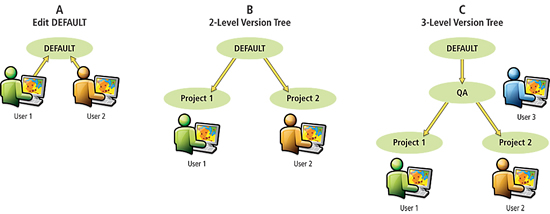 A
Edit DEFAULT
DEFAULT
User 1
User 2
B
2-Level Version Tree
DEFAULT
Project 1
Project 2
User 1
User 2
C
3-Level Version Tree
DEFAULT
QA
User 3
Project 1
Project 2
User 1
User 2